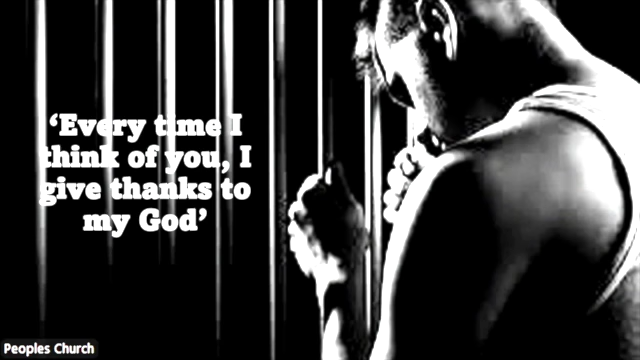 ‘Every time I
think of you, I
give thanks to
my God’
Peoples Church